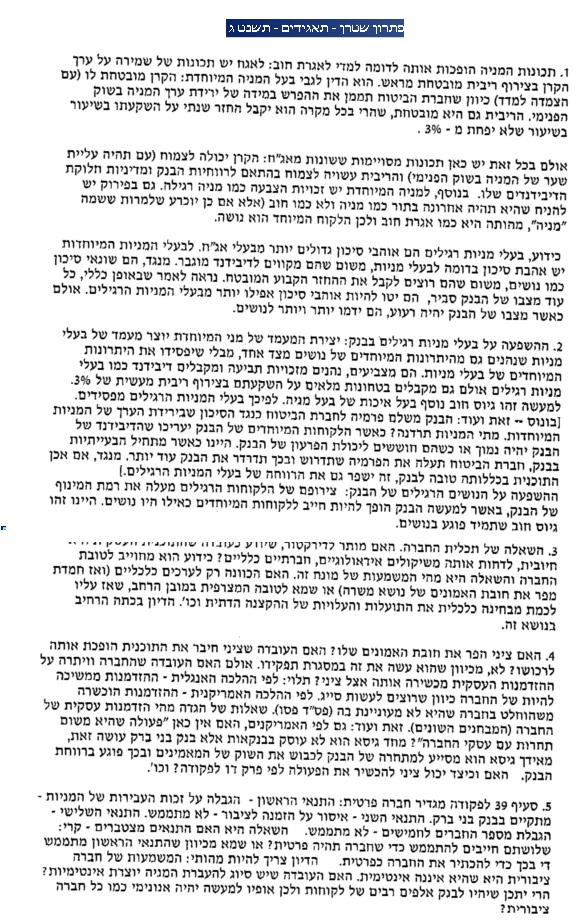 פתרון שטרן - תאגידים - תשנט ג
1. תכונות המניה הופכות אותה לדומה למדי לאגרת חוב: לאגח יש תכונות של שמירה על ערך
הקרן בצירוף ריבית מובטחת מראש. הוא הדין לגבי בעל המניה המיוחדת: הקרן מובטחת לו (עם
הצמדה למדד) כיוון שחברת הביטוח תממן את ההפרש במידה של ירידת ערך המניה בשוק
הפנימי. הריבית גם היא מובטחת, שהרי בכל מקרה הוא יקבל החזר שנתי על השקעתו בשיעור
בשיעור שלא יפחת מ - 3% .
אולם בכל זאת יש כאן תכונות מסויימות ששונות מאג"ח: הקרן יכולה לצמוח (עם תהיה עליית
שער של המניה בשוק הפנימי) והריבית עשויה לצמוח בהתאם לרווחיות הבנק ומדיניות חלוקת
הדיבידנדים שלו. בנוסף, למניה המיוחדת יש זכויות הצבעה כמו מניה רגילה. גם בפירוק יש
להניח שהיא תהיה אחרונה בתור כמו מניה ולא כמו חוב (אלא אם כן יוכרע שלמרות ששמה
"מניה", מהותה היא כמו אגרת חוב ולכן הלקוח המיוחד הוא נושה.
כידוע, בעלי מניות רגילים הם אוהבי סיכון גדולים יותר מבעלי אג"ח. לבעלי המניות המיוחדות
יש אהבת סיכון בדומה לבעלי מניות, משום שהם מקווים לדיבידנד מוגבר. מנגד, הם שונאי סיכון
כמו נושים, משום שהם רוצים לקבל את ההחזר הקבוע המובטח. נראה לאמר שבאופן כללי, כל
עוד מצבו של הבנק סביר, הם יטו להיות אוהבי סיכון אפילו יותר מבעלי המניות הרגילים. אולם
כאשר מצבו של הבנק יהיה רעוע, הם ידמו יותר ויותר לנושים.
2. ההשפעה על בעלי מניות רגילים בבנק: יצירת המעמד של מני המיוחדת יוצר מעמד של בעלי
מניות שנהנים גם מהיתרונות המיוחדים של נושים מצד אחד, מבלי שיפסידו את היתרונות
המיוחדים של בעלי מניות. הם מצביעים, נהנים מזכויות תביעה ומקבלים דיבידנד כמו בעלי
מניות רגילים אולם גם מקבלים בטחונות מלאים על השקעתם בצירוף ריבית מעשית של 3%.
למעשה זהו גיוס חוב נוסף בעל איכות של בעל מניה. לפיכך בעלי המניות הרגילים מפסידים.
[בונוס -- זאת ועוד: הבנק משלם פרמיה לחברת הביטוח כנגד הסיכון שבירידת הערך של המניות
המיוחדות. מתי המניות תרדנה? כאשר הלקוחות המיוחדים של הבנק יעריכו שהדיבידנד של
הבנק יהיה נמוך או כשהם חוששים ליכולת הפרעון של הבנק. היינו כאשר מתחיל הבעייתיות
בבנק, חברת הביטוח תעלה את הפרמיה שתדרוש ובכך תדרדר את הבנק עוד יותר. מנגד, אם אכן
התוכנית בכללותה טובה לבנק, זה ישפר גם את הרווחה של בעלי המניות הרגילים.]
ההשפעה על הנושים הרגילים של הבנק: צירופם של הלקוחות הרגילים מעלה את רמת המינוף
של הבנק, באשר למעשה הבנק הופך להיות חייב ללקוחות המיוחדים כאילו היו נושים. היינו זהו
גיוס חוב שתמיד פוגע בנושים.
3. השאלה של תכלית החברה. האם מותר לדירקטור,
חיובית, לדחות אותה משיקולים אידאולוגיים, חברתיים כלליים? כידוע הוא מחוייב לטובת
החברה והשאלה היא מהי המשמעות של מונח זה. האם הכוונה רק לערכים כלכליים (ואז חמדת
מפר את חובת האמונים של נושא משרה) או שמא לטובה המצרפית במובן הרחב, שאז עליו
לכמת מבחינה כלכלית את התועלות והעלויות של ההקצנה הדתית וכו'. הדיון בכתה הרחיב
בנושא זה.
4. האם ציני הפר את חובת האמונים שלו? האם העובדה שציני חיבר את התוכנית הופכת אותה
לרכושו? לא, מכיוון שהוא עשה את זה במסגרת תפקידו. אולם האם העובדה שהחברה וויתרה על
ההזדמנות העסקית מכשירה אותה אצל ציני? תלוי: לפי ההלכה האנגלית - ההזדמנות ממשיכה
להיות של החברה כיוון שרוצים לעשות סייג. לפי ההלכה האמריקנית - ההזדמנות הוכשרה
משהוחלט בחברה שהיא לא מעוניינת בה (פס"ד פסו). שאלות של הגדה מהי הזדמנות עסקית של
החברה (המבחנים השונים). זאת ועוד: גם לפי האמריקנים, האם אין כאן "פעולה שהיא משום
תחרות עם עסקי החברה"? מחד גיסא הוא לא עוסק בבנקאות אלא בנק בני ברק עושה זאת,
מאידך גיסא הוא מסייע למתחרה של הבנק לכבוש את השוק של המאמינים ובכך פוגע ברווחת
הבנק. האם וכיצד יכול ציני להכשיר את הפעולה לפי פרק ד1 לפקודה? וכו'.
5. סעיף 39 לפקודה מגדיר חברה פרטית: התנאי הראשון - הגבלה על זכות העבירות של המניות -
מתקיים בבנק בני ברק. התנאי השני - איסור על הזמנה לציבור - לא מתממש. התנאי השלישי -
הגבלת מספר החברים לחמישים - לא מתממש. השאלה היא האם התנאים מצטברים - קרי:
שלושתם חייבים להתממש כדי שחברה תהיה פרטית? או שמא מכיוון שהתנאי הראשון מתממש
די בכך כדי להכתיר את החברה כפרטית. הדיון צריך להיות מהותי: המשמעות של חברה
ציבורית היא שהיא איננה אינטימית. האם העובדה שיש סיוג להעברת המניה יוצרת אינטימיות?
הרי יתכן שיהיו לבנק אלפים רבים של לקוחות ולכן אופיו למעשה יהיה אנונימי כמו כל חברה
ציבורית?